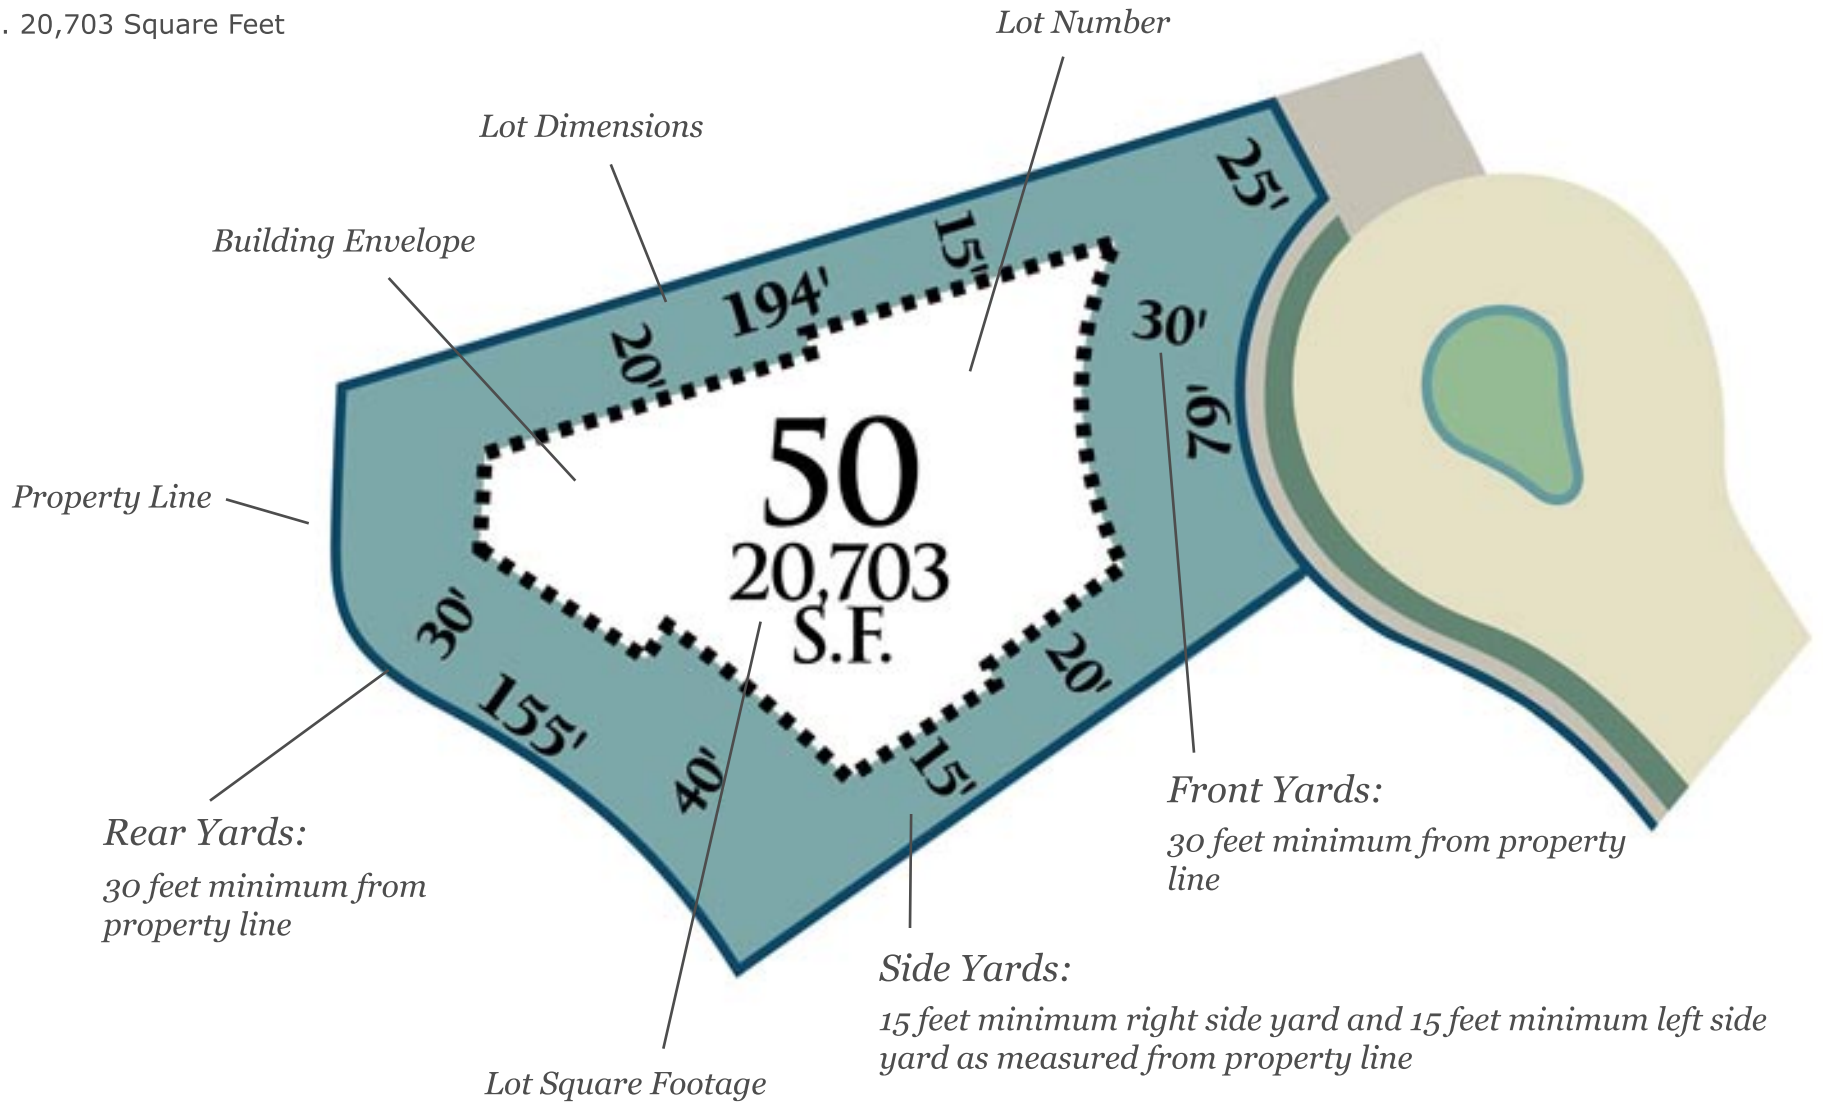 . 20,703 Square Feet
Lot Number
Lot Dimensions
25'
15'
Building Envelope
194'
30'
20'
79'
50
Property Line
20,703
S.F.
30'
20'
155'
40'
15'
Front Yards:
30 feet minimum from property
line
Rear Yards:
30 feet minimum from
property line
Side Yards:
15 feet minimum right side yard and 15 feet minimum left side
yard as measured from property line
Lot Square Footage